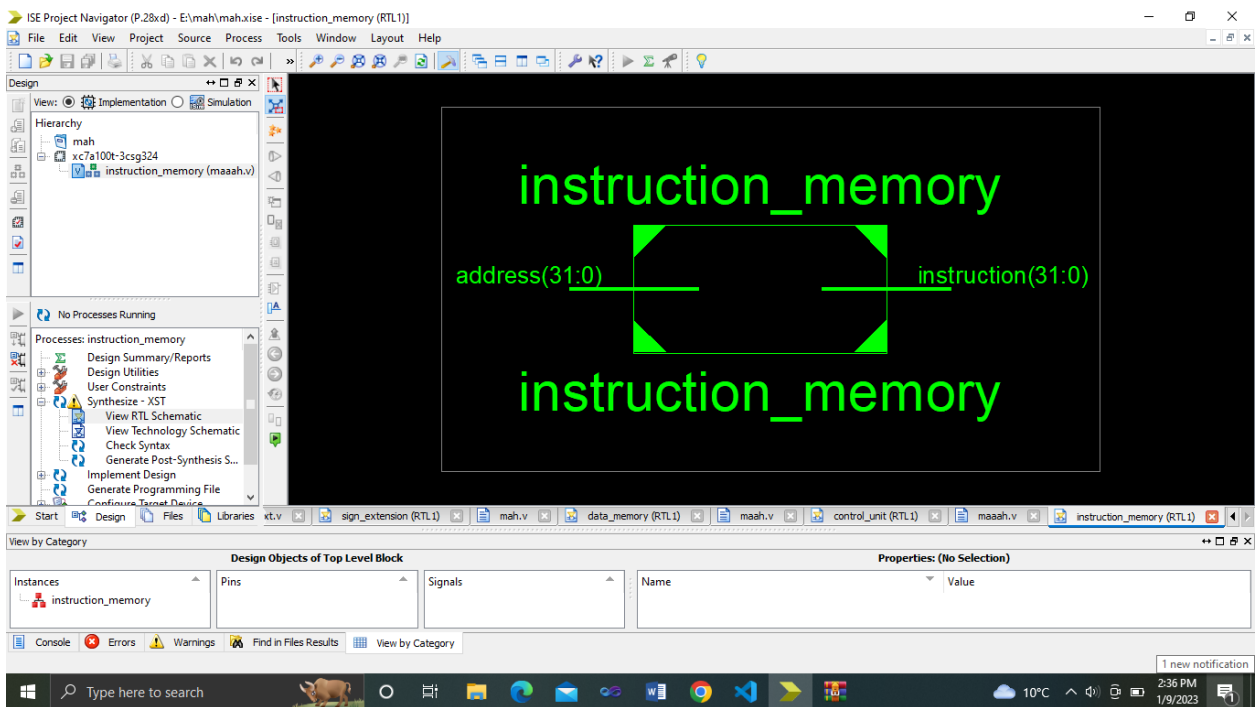 ISE Project Navigator (P.28xd) - E:\mah\mah.xise - [instruction_memory (RTL1)]
File Edit View Project Source Process Tools Window Layout Help
Design
View: Implementation Simulation
Hierarchy
mah
xc7a100t-3csg324
instruction_memory (maaah.v)
No Processes Running
Processes: instruction_memory
Design Summary/Reports
Design Utilities
User Constraints
Synthesize - XST
View RTL Schematic
View Technology Schematic
Check Syntax
Generate Post-Synthesis S...
Implement Design
Generate Programming File
Configure Target Device
Start Design Files Libraries
instruction_memory
address(31:0) instruction(31:0)
instruction_memory
xt.v sign_extension (RTL1) mah.v data_memory (RTL1) maah.v control_unit (RTL1) maaah.v instruction_memory (RTL1)
View by Category
Design Objects of Top Level Block Properties: (No Selection)
Instances Pins Signals Name Value
instruction_memory
Console Errors Warnings Find in Files Results View by Category
1 new notification
Type here to search 10°C 2:36 PM
1/9/2023